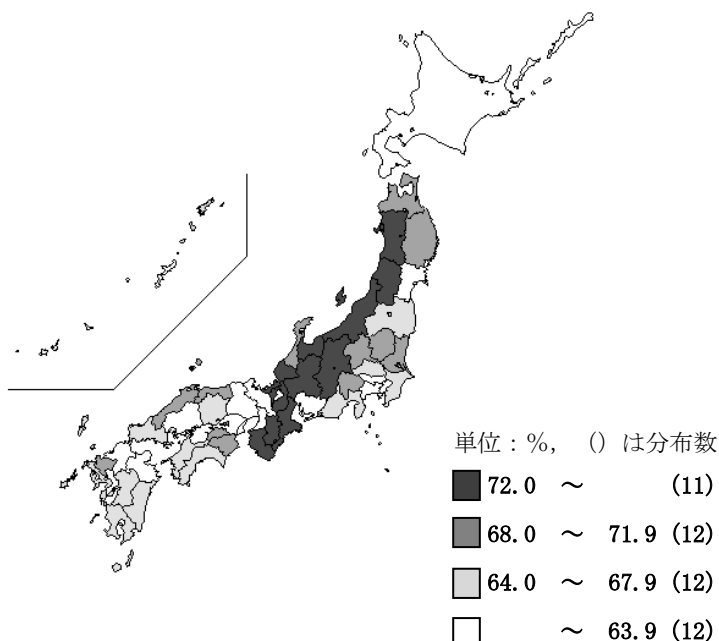 単位：%, () は分布数
72.0 ～ (11)
68.0 ～ 71.9 (12)
64.0 ～ 67.9 (12)
～ 63.9 (12)